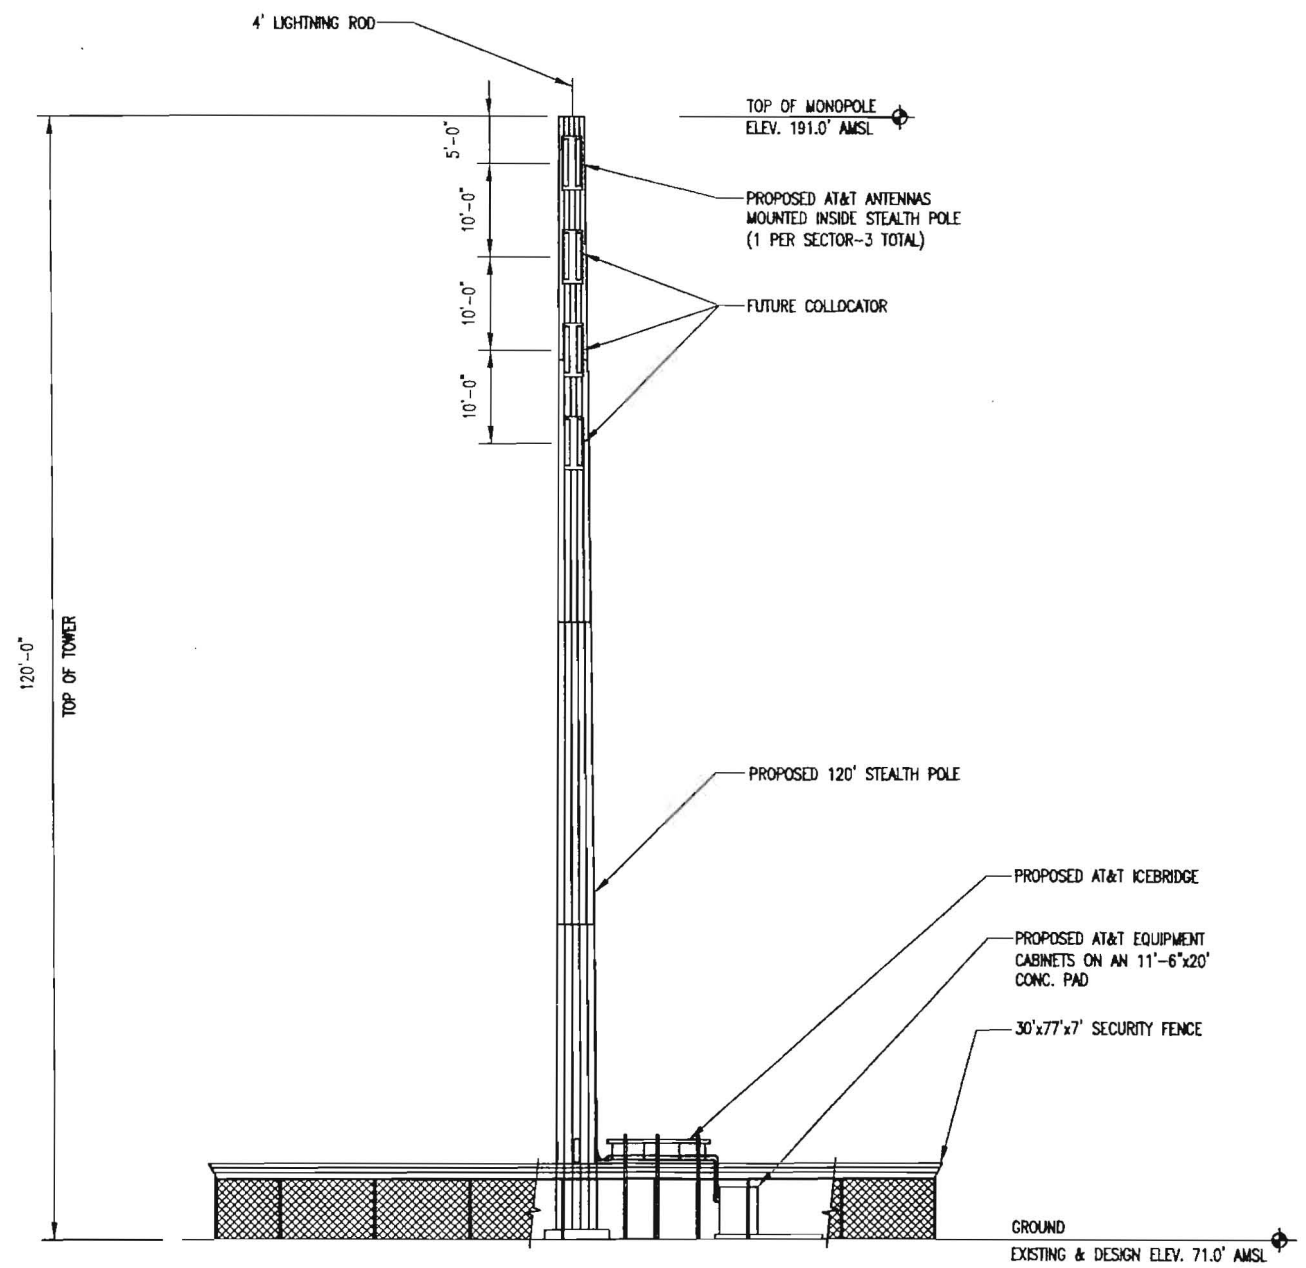 4' LIGHTNING ROD
TOP OF MONOPOLE
ELEV. 191.0' AMSL
5'-0"
10'-0"
PROPOSED AT&T ANTENNAS
MOUNTED INSIDE STEALTH POLE
(1 PER SECTOR-3 TOTAL)
10'-0"
FUTURE COLLOCATOR
10'-0"
120'-0"
TOP OF TOWER
PROPOSED 120' STEALTH POLE
PROPOSED AT&T ICEBRIDGE
PROPOSED AT&T EQUIPMENT
CABINETS ON AN 11'-6"x20'
CONC. PAD
30'x77'x7' SECURITY FENCE
GROUND
EXISTING & DESIGN ELEV. 71.0' AMSL